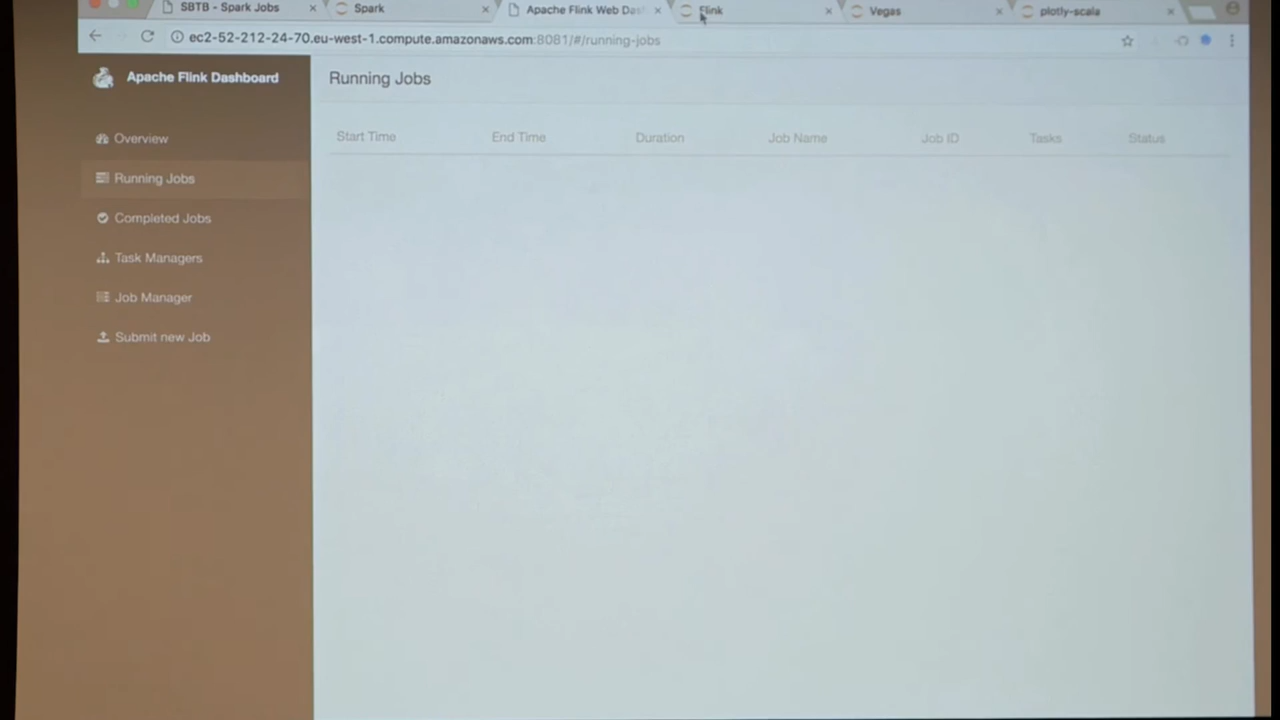 SBTB - Spark Jobs
Spark
Apache Flink Web Das
Flink
Vegas
plotly-scala
ec2-52-212-24-70.eu-west-1.compute.amazonaws.com:8081/#/running-jobs
Apache Flink Dashboard
Running Jobs
Overview
Running Jobs
Completed Jobs
Task Managers
Job Manager
Submit new Job
Start Time
End Time
Duration
Job Name
Job ID
Tasks
Status